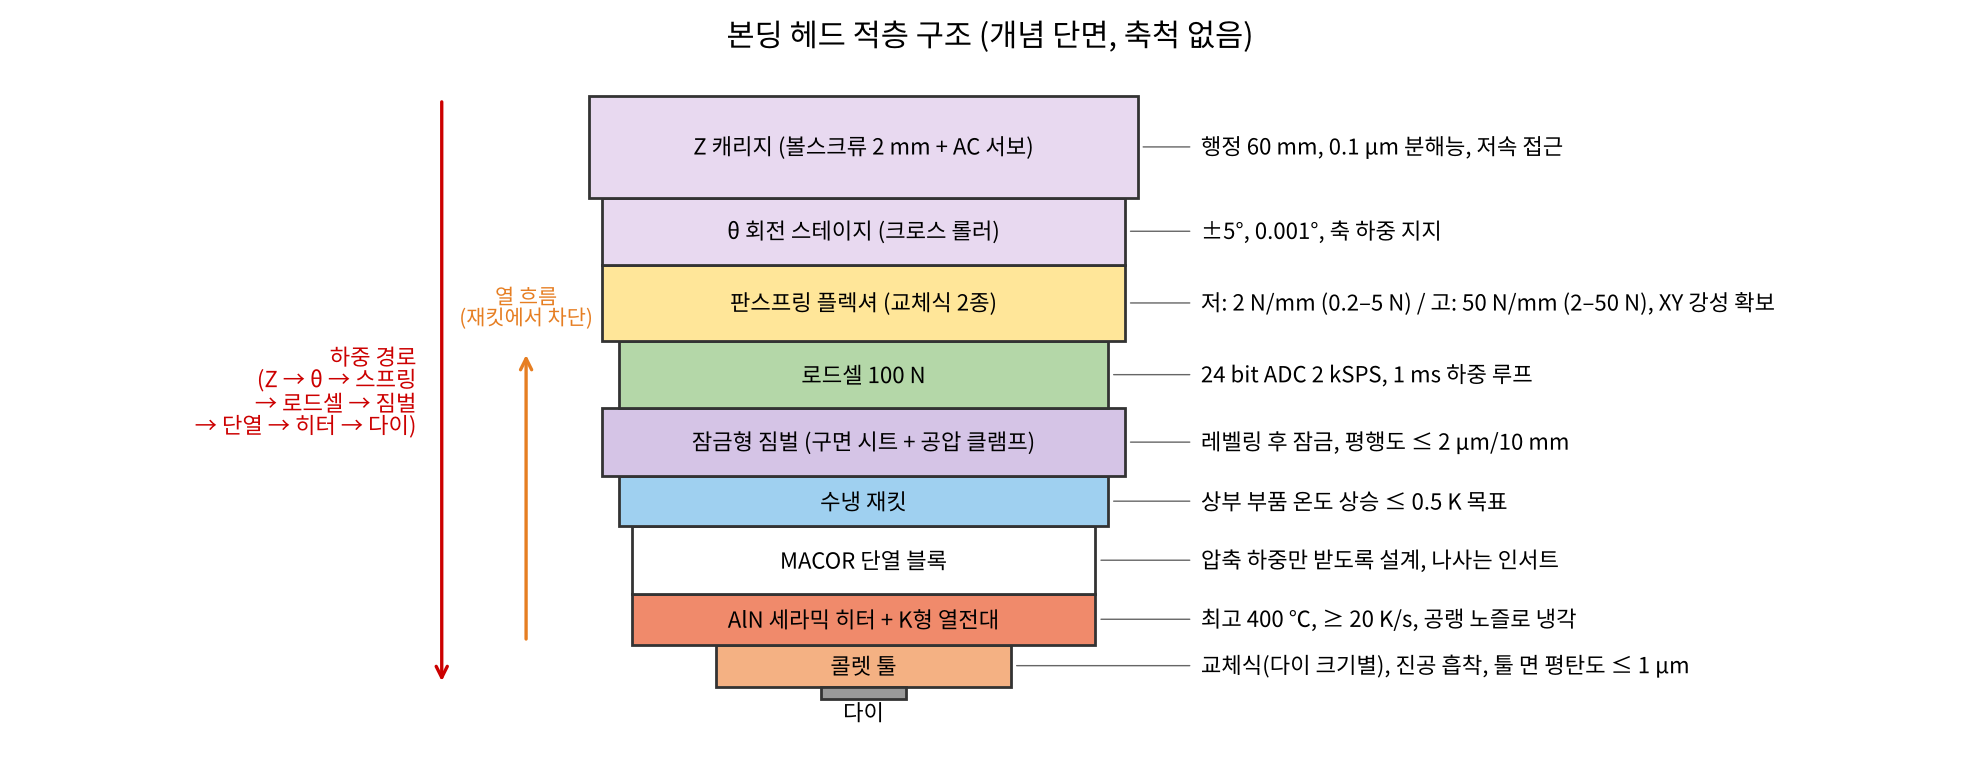 본딩 헤드 적층 구조 (개념 단면, 축척 없음)
Z 캐리지 (볼스크류 2 mm + AC 서보)
행정 60 mm, 0.1 µm 분해능, 저속 접근
θ 회전 스테이지 (크로스 롤러)
±5°, 0.001°, 축 하중 지지
열 흐름
(재킷에서 차단)
판스프링 플렉셔 (교체식 2종)
저: 2 N/mm (0.2–5 N) / 고: 50 N/mm (2–50 N), XY 강성 확보
하중 경로
(Z → θ → 스프링
→ 로드셀 → 짐벌
→ 단열 → 히터 → 다이)
로드셀 100 N
24 bit ADC 2 kSPS, 1 ms 하중 루프
잠금형 짐벌 (구면 시트 + 공압 클램프)
레벨링 후 잠금, 평행도 ≤ 2 µm/10 mm
수냉 재킷
상부 부품 온도 상승 ≤ 0.5 K 목표
MACOR 단열 블록
압축 하중만 받도록 설계, 나사는 인서트
AlN 세라믹 히터 + K형 열전대
최고 400 °C, ≥ 20 K/s, 공랭 노즐로 냉각
콜렛 툴
교체식(다이 크기별), 진공 흡착, 툴 면 평탄도 ≤ 1 µm
다이